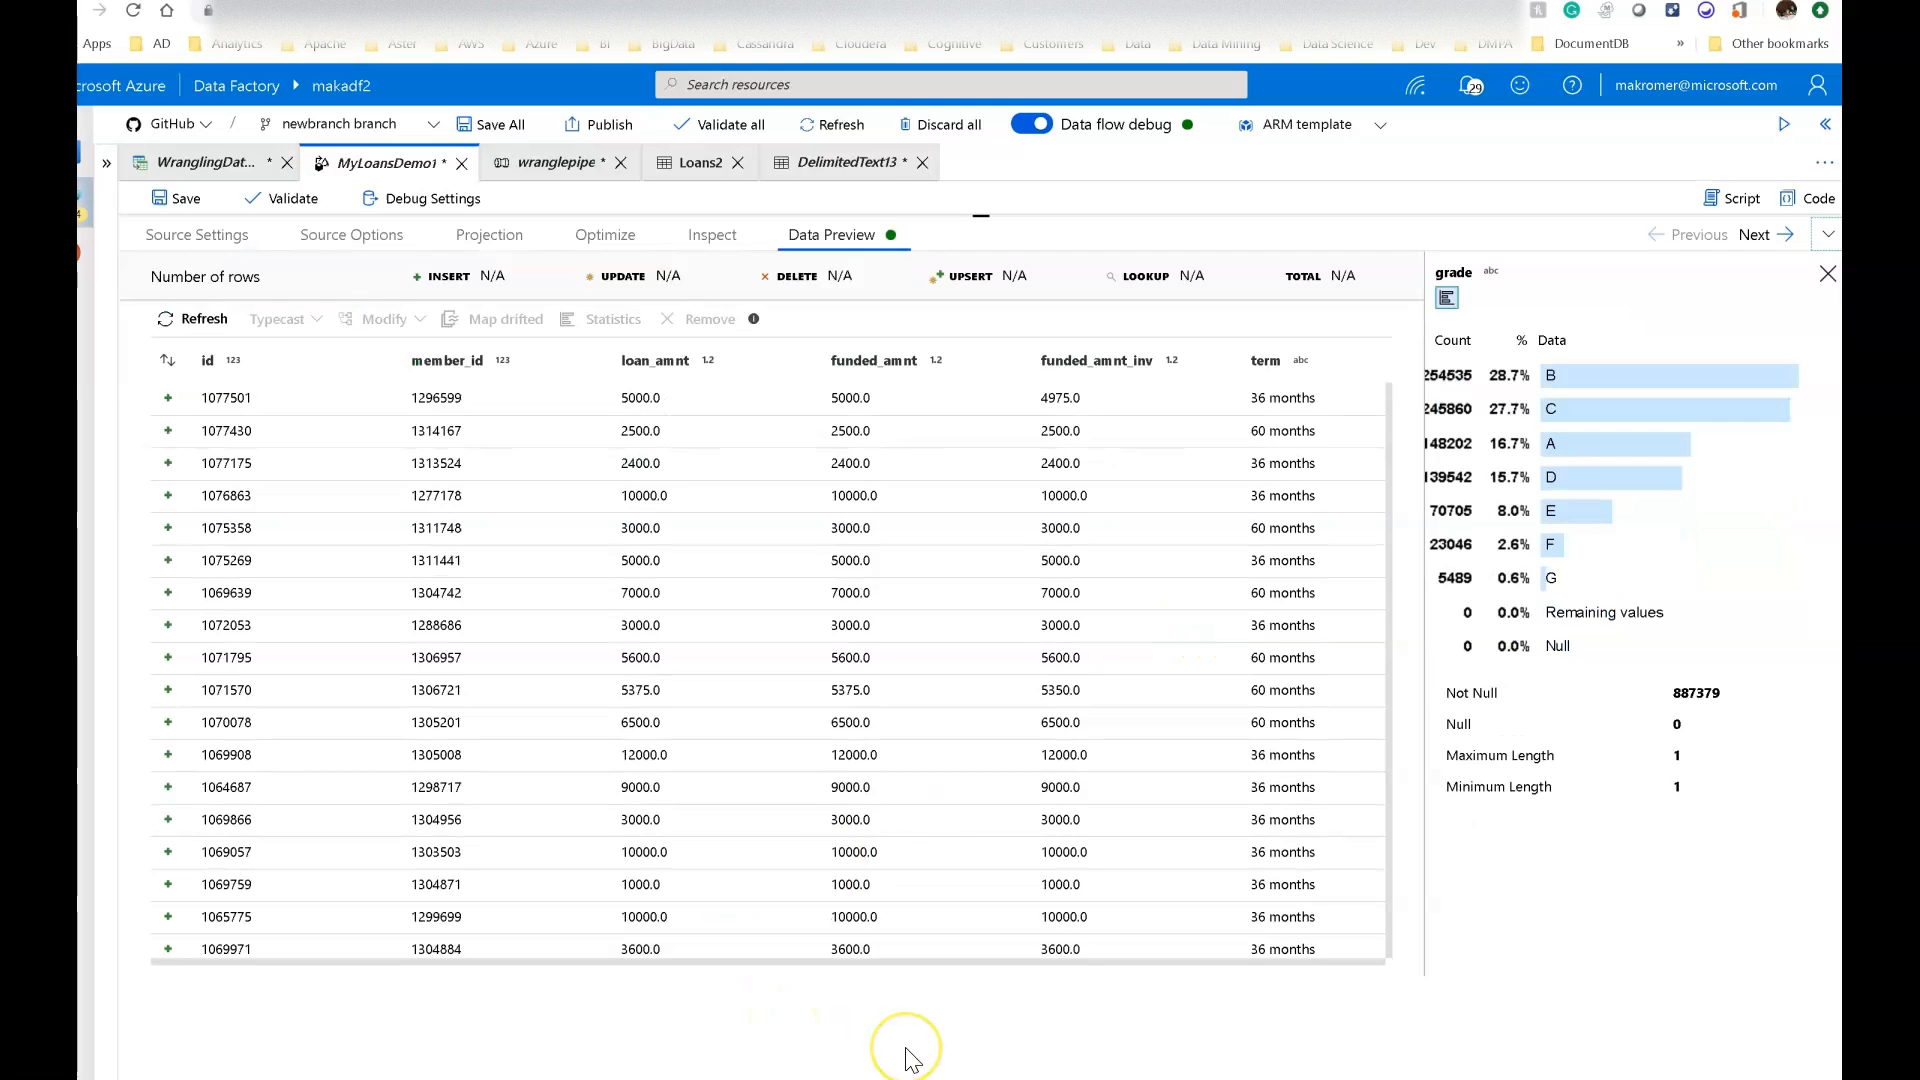 Apps AD Analytics Apache Aster AWS Azure BI BigData Cassandra Cloudera Cognitive Customers Data Data Mining Data Science Dev DMPA DocumentDB » Other bookmarks
crosoft Azure Data Factory makadf2 Search resources 29 makromer@microsoft.com
GitHub / newbranch branch Save All Publish Validate all Refresh Discard all Data flow debug ARM template
WranglingDat... * MyLoansDemo1 * wranglepipe * Loans2 DelimitedText13 *
Save Validate Debug Settings Script Code
Source Settings Source Options Projection Optimize Inspect Data Preview Previous Next
Number of rows + INSERT N/A UPDATE N/A DELETE N/A UPSERT N/A LOOKUP N/A TOTAL N/A
Refresh Typecast Modify Map drifted Statistics Remove
id 123 member_id 123 loan_amnt 1.2 funded_amnt 1.2 funded_amnt_inv 1.2 term abc
1077501 1296599 5000.0 5000.0 4975.0 36 months
1077430 1314167 2500.0 2500.0 2500.0 60 months
1077175 1313524 2400.0 2400.0 2400.0 36 months
1076863 1277178 10000.0 10000.0 10000.0 36 months
1075358 1311748 3000.0 3000.0 3000.0 60 months
1075269 1311441 5000.0 5000.0 5000.0 36 months
1069639 1304742 7000.0 7000.0 7000.0 60 months
1072053 1288686 3000.0 3000.0 3000.0 36 months
1071795 1306957 5600.0 5600.0 5600.0 60 months
1071570 1306721 5375.0 5375.0 5350.0 60 months
1070078 1305201 6500.0 6500.0 6500.0 60 months
1069908 1305008 12000.0 12000.0 12000.0 36 months
1064687 1298717 9000.0 9000.0 9000.0 36 months
1069866 1304956 3000.0 3000.0 3000.0 36 months
1069057 1303503 10000.0 10000.0 10000.0 36 months
1069759 1304871 1000.0 1000.0 1000.0 36 months
1065775 1299699 10000.0 10000.0 10000.0 36 months
1069971 1304884 3600.0 3600.0 3600.0 36 months
grade abc
Count % Data
254535 28.7% B
245860 27.7% C
148202 16.7% A
139542 15.7% D
70705 8.0% E
23046 2.6% F
5489 0.6% G
0 0.0% Remaining values
0 0.0% Null
Not Null 887379
Null 0
Maximum Length 1
Minimum Length 1